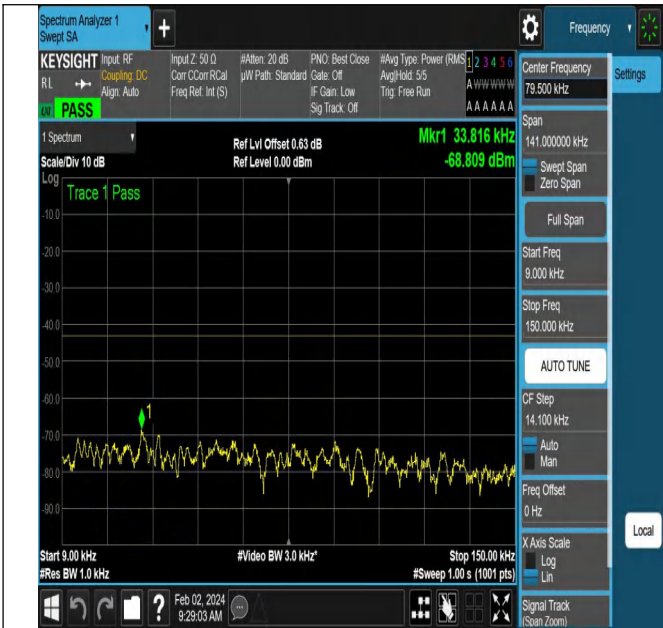 Spectrum Analyzer 1
Swept SA
+
Frequency
KEYSIGHT
RL
PASS
Input: RF
Coupling: DC
Align: Auto
Input Z: 50 Ω
Corr CCorr RCal
Freq Ref: Int (S)
#Atten: 20 dB
µW Path: Standard
PNO: Best Close
Gate: Off
IF Gain: Low
Sig Track: Off
#Avg Type: Power (RMS
Avg|Hold: 5/5
Trig: Free Run
1 2 3 4 5 6
A W W W W W
A A A A A A
1 Spectrum
Scale/Div 10 dB
Log
Ref Lvl Offset 0.63 dB
Ref Level 0.00 dBm
Mkr1 33.816 kHz
-68.809 dBm
Trace 1 Pass
-10.0
-20.0
-30.0
-40.0
-50.0
-60.0
-70.0
-80.0
-90.0
1
Start 9.00 kHz
#Res BW 1.0 kHz
#Video BW 3.0 kHz*
Stop 150.00 kHz
#Sweep 1.00 s (1001 pts)
Center Frequency
79.500 kHz
Settings
Span
141.000000 kHz
Swept Span
Zero Span
Full Span
Start Freq
9.000 kHz
Stop Freq
150.000 kHz
AUTO TUNE
CF Step
14.100 kHz
Auto
Man
Freq Offset
0 Hz
X Axis Scale
Log
Lin
Local
Signal Track
(Span Zoom)
?
Feb 02, 2024
9:29:03 AM